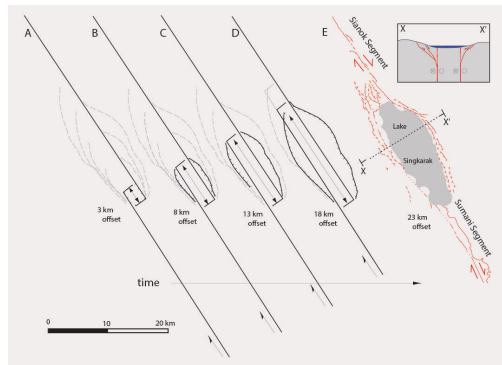 A
B
C
D
E
Sianok Segment
X
X'
X'
Lake
Singkarak
X
Sumani Segment
3 km
offset
8 km
offset
13 km
offset
18 km
offset
23 km
offset
time
0
10
20 km